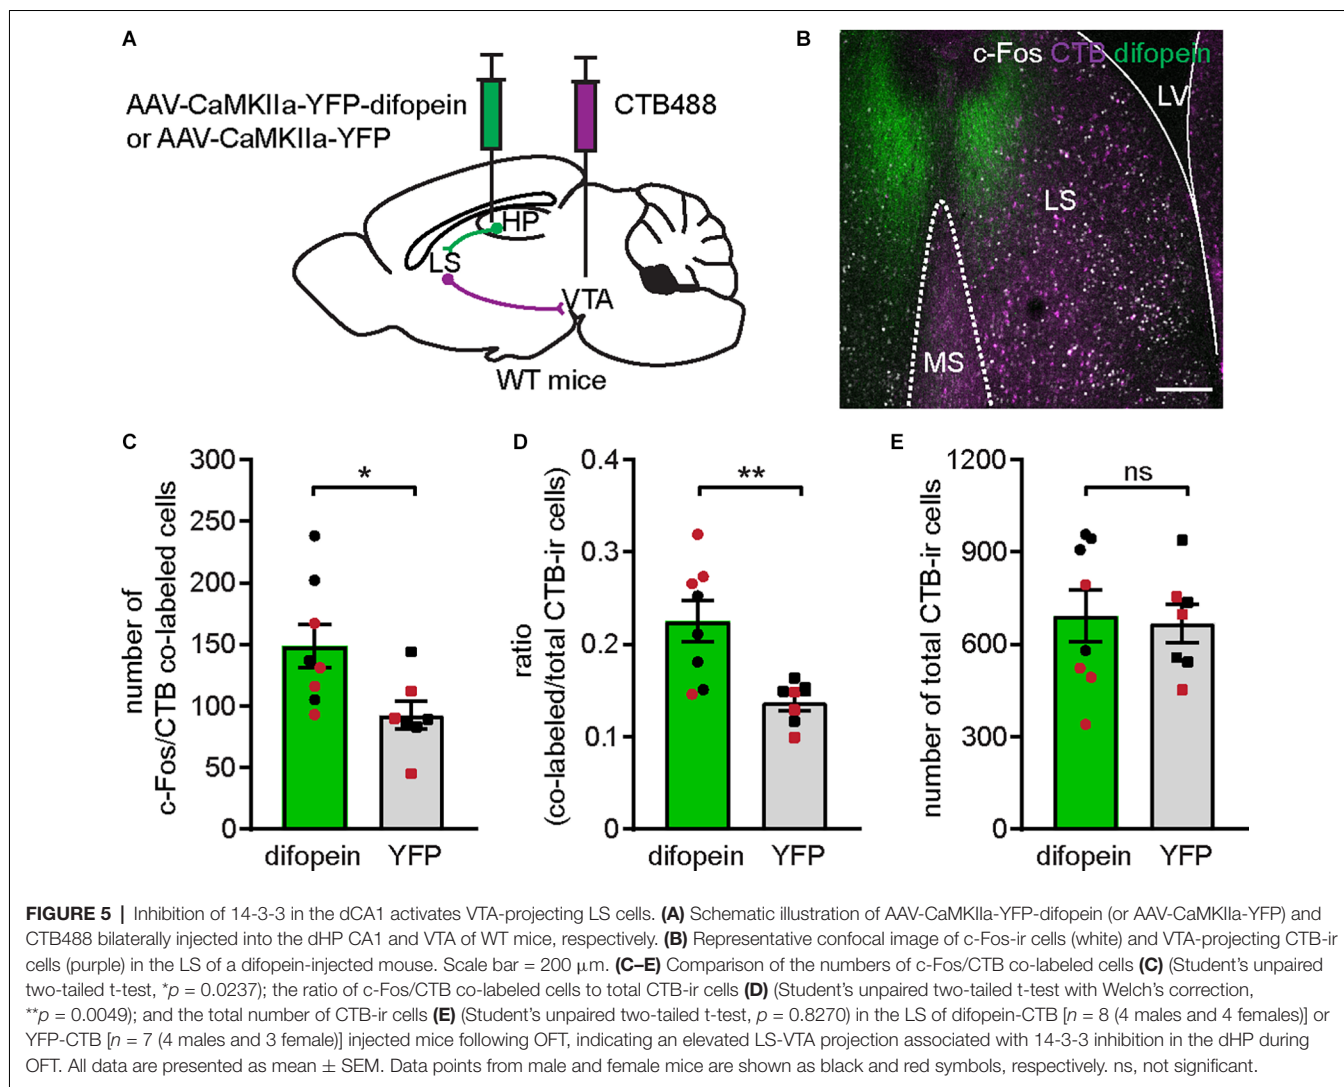 A
AAV-CaMKIIa-YFP-difopein
or AAV-CaMKIIa-YFP
CTB488
HP
LS
VTA
WT mice
B
c-Fos CTB difopein
LV
LS
MS
C
number of
c-Fos/CTB co-labeled cells
300
250
200
150
100
50
0
*
difopein YFP
D
ratio
(co-labeled/total CTB-ir cells)
0.4
0.3
0.2
0.1
0
**
difopein YFP
E
number of total CTB-ir cells
1200
900
600
300
0
ns
difopein YFP
FIGURE 5 | Inhibition of 14-3-3 in the dCA1 activates VTA-projecting LS cells. (A) Schematic illustration of AAV-CaMKIIa-YFP-difopein (or AAV-CaMKIIa-YFP) and
CTB488 bilaterally injected into the dHP CA1 and VTA of WT mice, respectively. (B) Representative confocal image of c-Fos-ir cells (white) and VTA-projecting CTB-ir
cells (purple) in the LS of a difopein-injected mouse. Scale bar = 200 μm. (C–E) Comparison of the numbers of c-Fos/CTB co-labeled cells (C) (Student's unpaired
two-tailed t-test, *p = 0.0237); the ratio of c-Fos/CTB co-labeled cells to total CTB-ir cells (D) (Student's unpaired two-tailed t-test with Welch's correction,
**p = 0.0049); and the total number of CTB-ir cells (E) (Student's unpaired two-tailed t-test, p = 0.8270) in the LS of difopein-CTB [n = 8 (4 males and 4 females)] or
YFP-CTB [n = 7 (4 males and 3 female)] injected mice following OFT, indicating an elevated LS-VTA projection associated with 14-3-3 inhibition in the dHP during
OFT. All data are presented as mean ± SEM. Data points from male and female mice are shown as black and red symbols, respectively. ns, not significant.